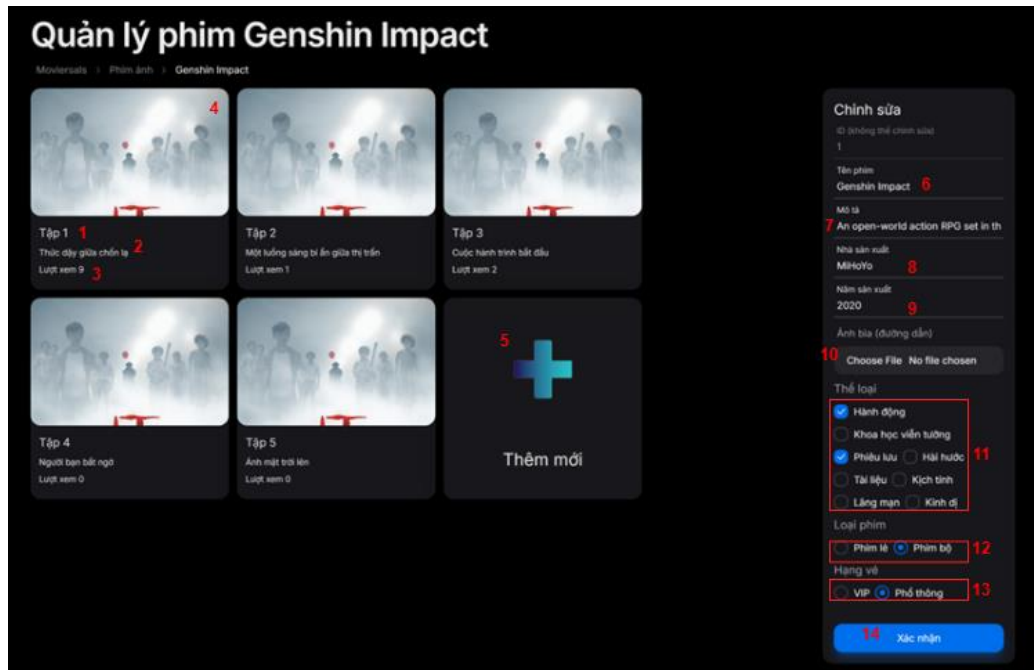 Quản lý phim Genshin Impact
Moviersals > Phim ảnh > Genshin Impact
4
Tập 1 1
Thức dậy giữa chốn lạ 2
Lượt xem 9 3
Tập 2
Một luồng sáng bí ẩn giữa thị trấn
Lượt xem 1
Tập 3
Cuộc hành trình bắt đầu
Lượt xem 2
Tập 4
Người bạn bất ngờ
Lượt xem 0
Tập 5
Ánh mặt trời lên
Lượt xem 0
5
Thêm mới
Chỉnh sửa
ID (không thể chỉnh sửa)
1
Tên phim
Genshin Impact 6
Mô tả
7 An open-world action RPG set in th
Nhà sản xuất
MiHoYo 8
Năm sản xuất
2020 9
Ảnh bìa (đường dẫn)
10 Choose File No file chosen
Thể loại
Hành động
Khoa học viễn tưởng
Phiêu lưu Hài hước 11
Tài liệu Kịch tính
Lãng mạn Kinh dị
Loại phim
Phim lẻ Phim bộ 12
Hạng vé
VIP Phổ thông 13
14 Xác nhận